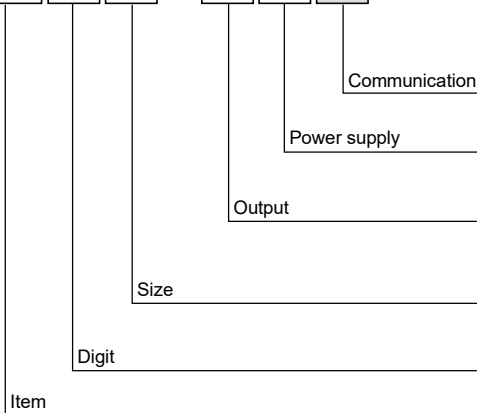 Communication
Power supply
Output
Size
Digit
Item